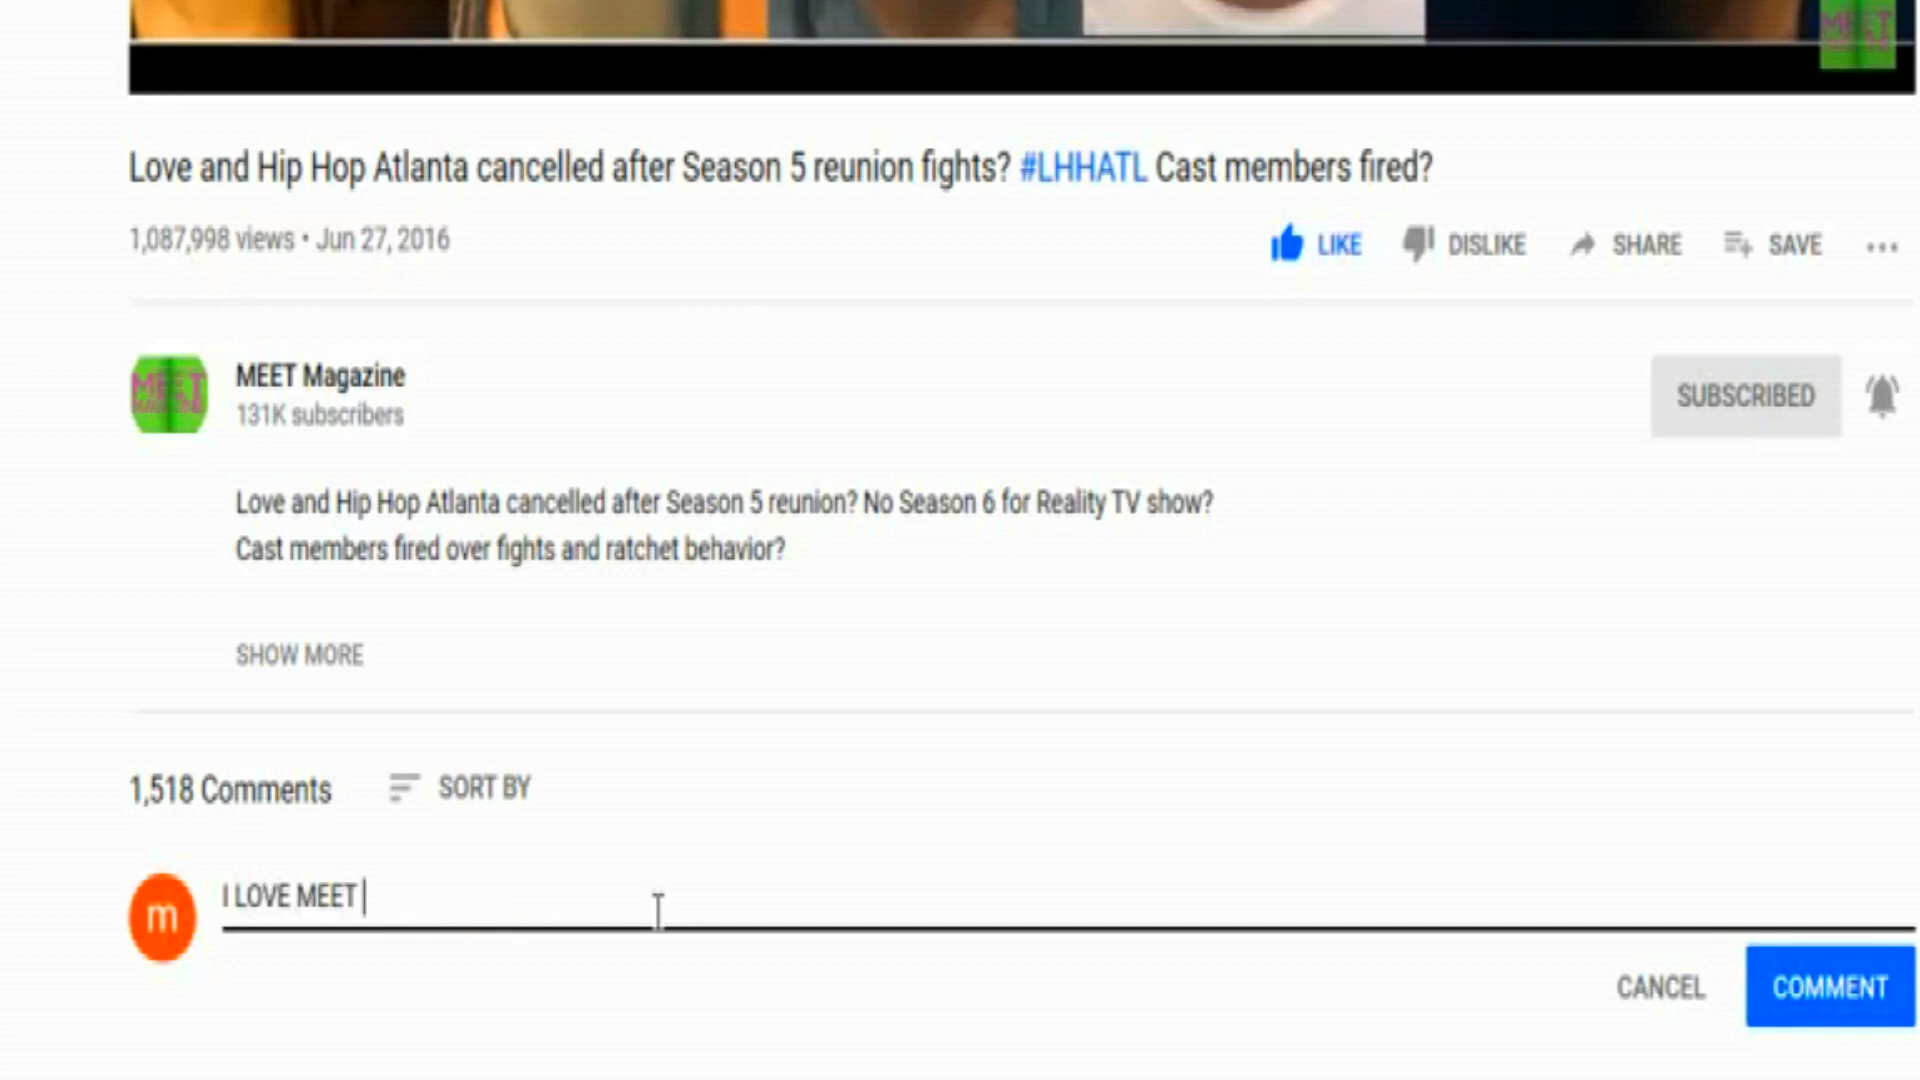 MEET
Love and Hip Hop Atlanta cancelled after Season 5 reunion fights? #LHHATL Cast members fired?
1,087,998 views • Jun 27, 2016
LIKE DISLIKE SHARE SAVE
MEET
MEET Magazine
131K subscribers
SUBSCRIBED
Love and Hip Hop Atlanta cancelled after Season 5 reunion? No Season 6 for Reality TV show?
Cast members fired over fights and ratchet behavior?
SHOW MORE
1,518 Comments SORT BY
m
I LOVE MEET
CANCEL COMMENT